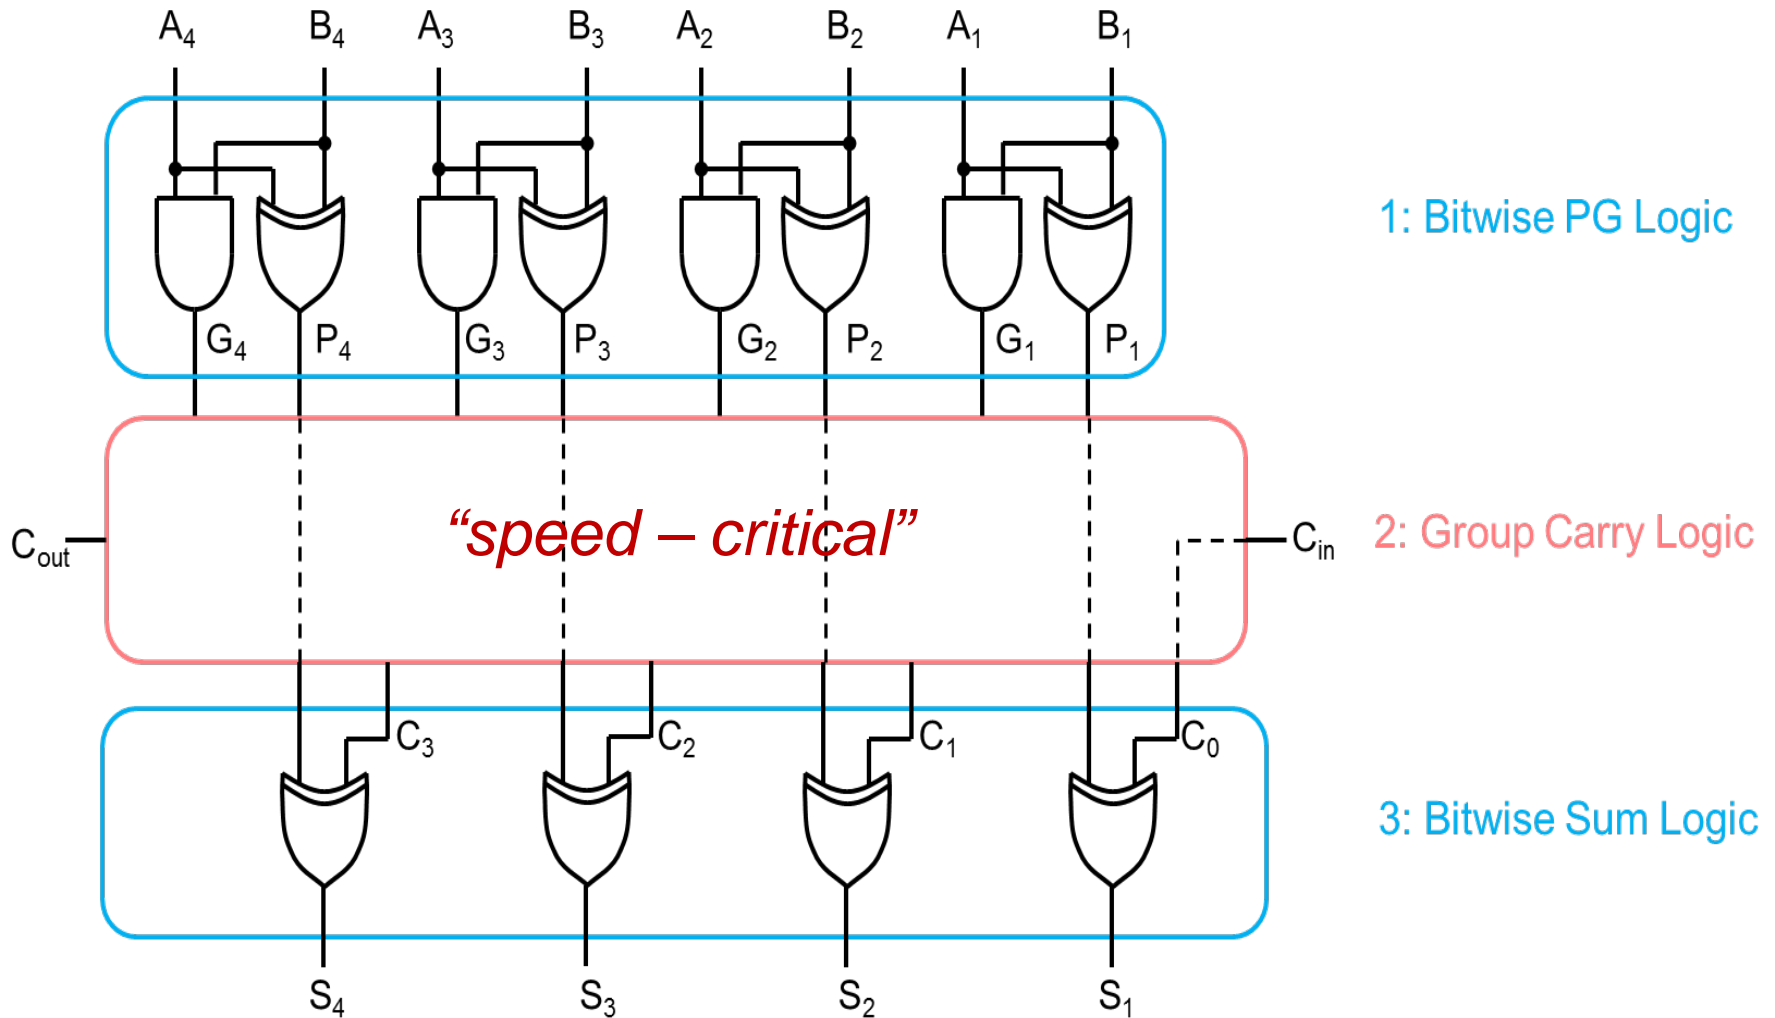 A₄ B₄ A₃ B₃ A₂ B₂ A₁ B₁
1: Bitwise PG Logic
G₄ P₄ G₃ P₃ G₂ P₂ G₁ P₁
C_out “speed – critical” C_in 2: Group Carry Logic
C₃ C₂ C₁ C₀
3: Bitwise Sum Logic
S₄ S₃ S₂ S₁